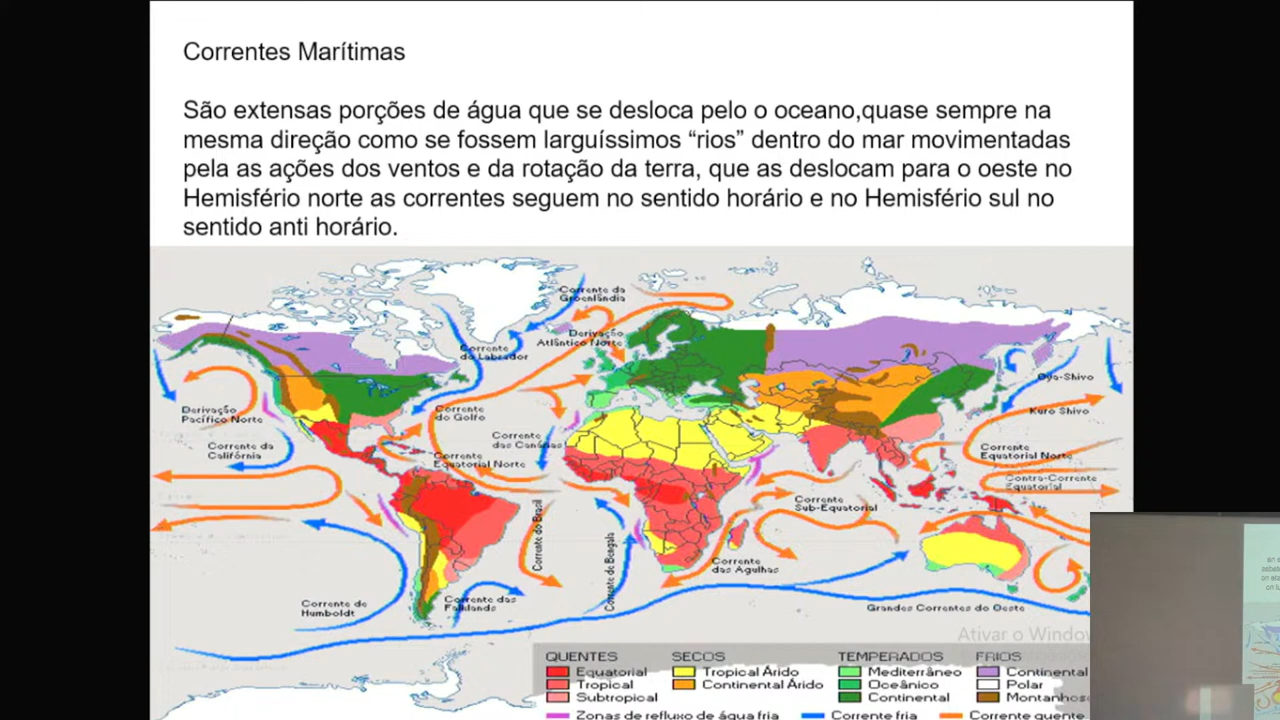 Correntes Marítimas
São extensas porções de água que se desloca pelo o oceano,quase sempre na
mesma direção como se fossem larguíssimos “rios” dentro do mar movimentadas
pela as ações dos ventos e da rotação da terra, que as deslocam para o oeste no
Hemisfério norte as correntes seguem no sentido horário e no Hemisfério sul no
sentido anti horário.
Corrente da
Groenlândia
Derivação
Atlântico Norte
Corrente
do Labrador
Oya-Shivo
Derivação
Pacífico Norte
Corrente
do Golfo
Kuro Shivo
Corrente da
Califórnia
Corrente
das Canárias
Corrente
Equatorial Norte
Corrente
Equatorial Norte
Contra-Corrente
Equatorial
Corrente
Sub-Equatorial
Corrente do Brasil
Corrente de Bengala
Corrente
das Agulhas
Corrente de
Humboldt
Corrente das
Falklands
Grandes Correntes do Oeste
Ativar o Window
QUENTES SECOS TEMPERADOS FRIOS
Equatorial Tropical Árido Mediterrâneo Continental
Tropical Continental Árido Oceânico Polar
Subtropical Continental Montanhos
Zonas de refluxo de água fria Corrente fria Corrente quente